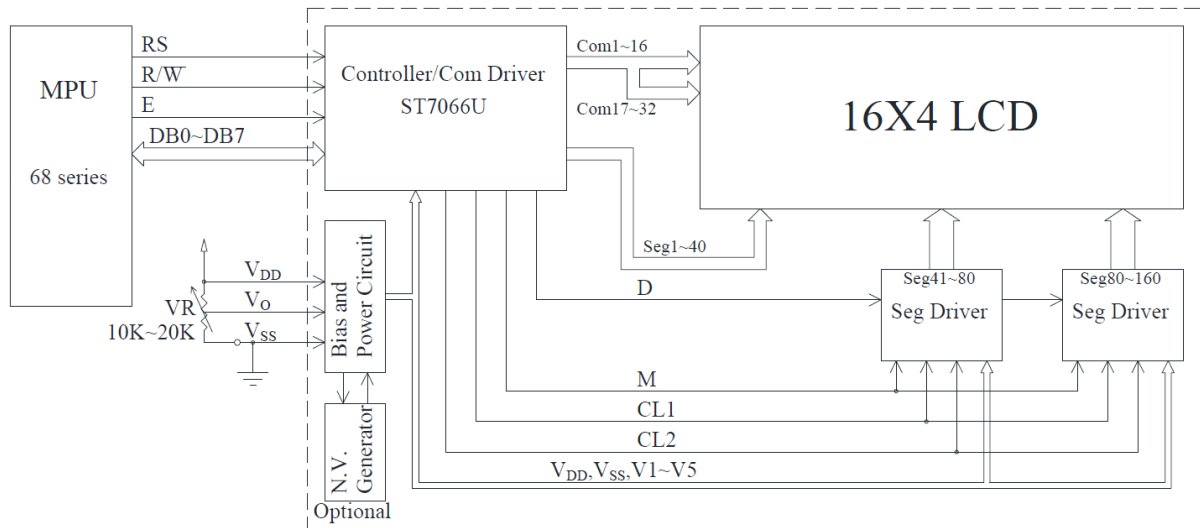 MPU
68 series
RS
R/W̅
E
DB0~DB7
Controller/Com Driver
ST7066U
Com1~16
Com17~32
16X4 LCD
Seg1~40
VDD
VO
VSS
VR
10K~20K
Bias and
Power Circuit
N.V.
Generator
Optional
D
Seg41~80
Seg Driver
Seg80~160
Seg Driver
M
CL1
CL2
VDD,VSS,V1~V5